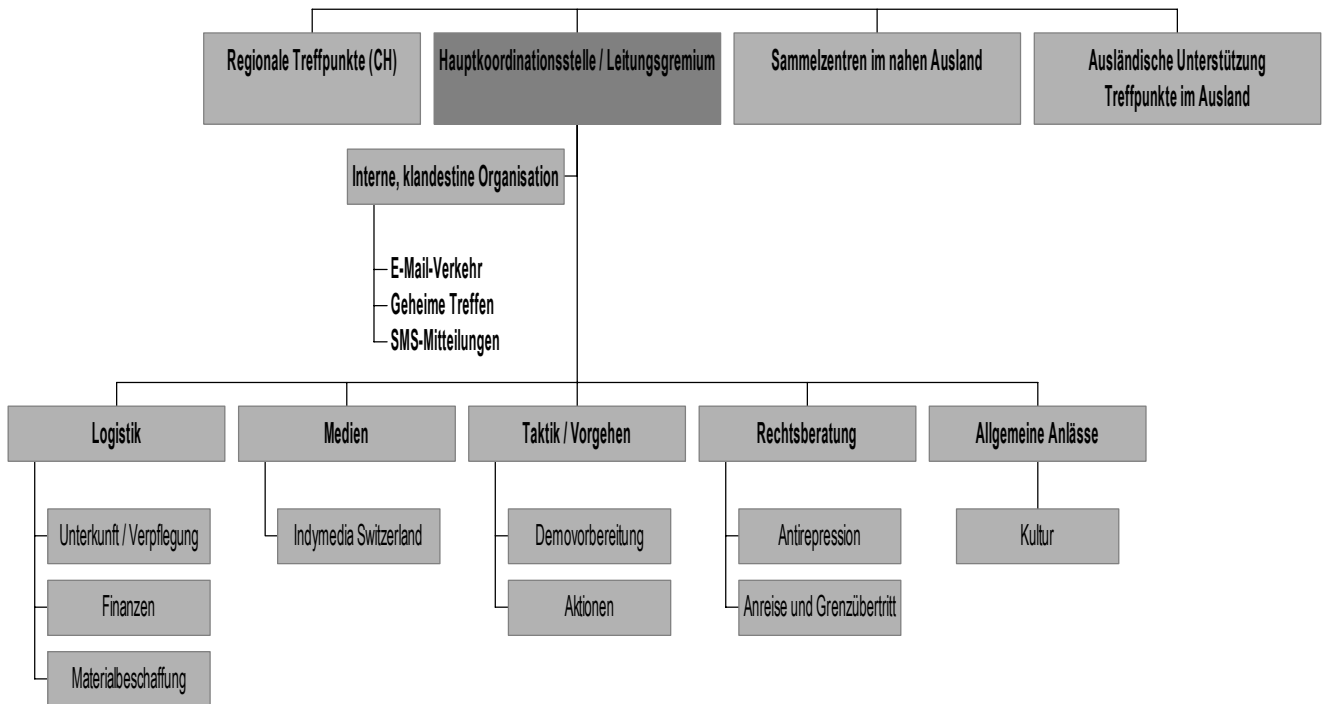 Regionale Treffpunkte (CH)
Hauptkoordinationsstelle / Leitungsgremium
Sammelzentren im nahen Ausland
Ausländische Unterstützung
Treffpunkte im Ausland
Interne, klandestine Organisation
E-Mail-Verkehr
Geheime Treffen
SMS-Mitteilungen
Logistik
Medien
Taktik / Vorgehen
Rechtsberatung
Allgemeine Anlässe
Unterkunft / Verpflegung
Indymedia Switzerland
Demovorbereitung
Antirepression
Kultur
Finanzen
Aktionen
Anreise und Grenzübertritt
Materialbeschaffung